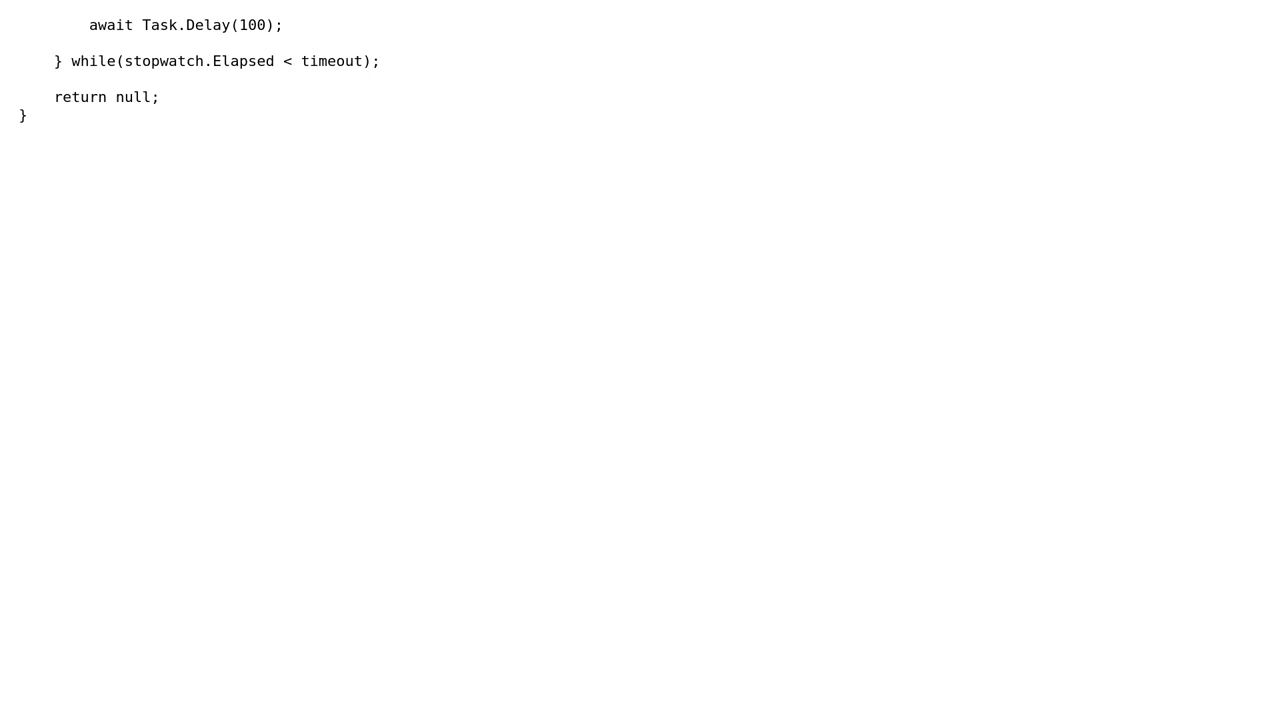 await Task.Delay(100);

    } while(stopwatch.Elapsed < timeout);

    return null;
}